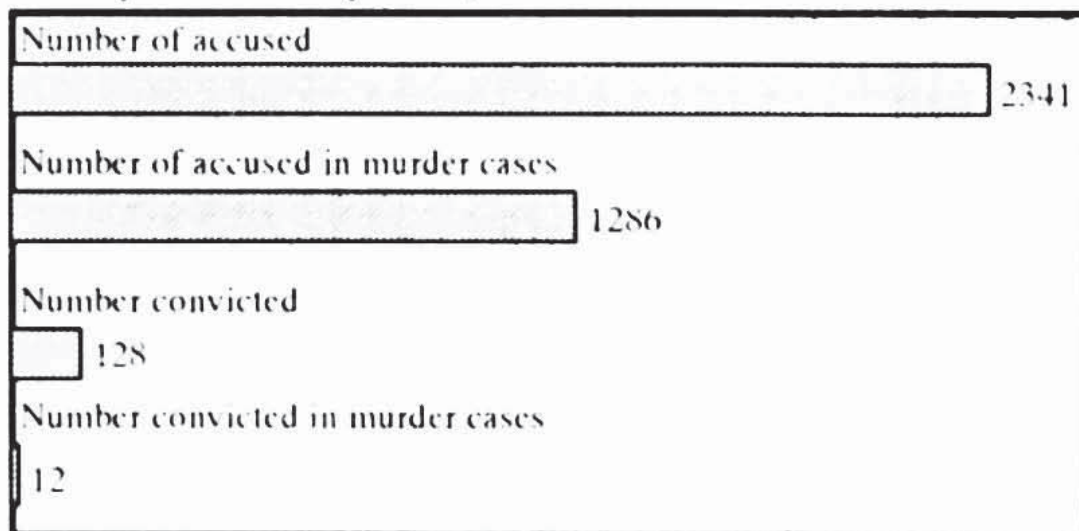 Number of accused
2341
Number of accused in murder cases
1286
Number convicted
128
Number convicted in murder cases
12